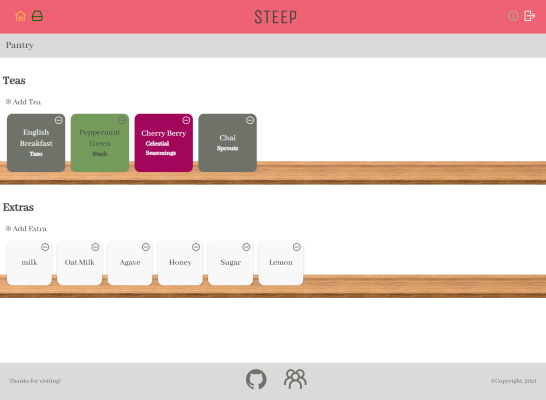 STEEP
Pantry
Teas
Add Tea
English
Breakfast
Tazo
Peppermint
Green
Stash
Cherry Berry
Celestial
Seasonings
Chai
Sprouts
Extras
Add Extra
milk
Oat Milk
Agave
Honey
Sugar
Lemon
Thanks for visiting!
©Copyright, 2021